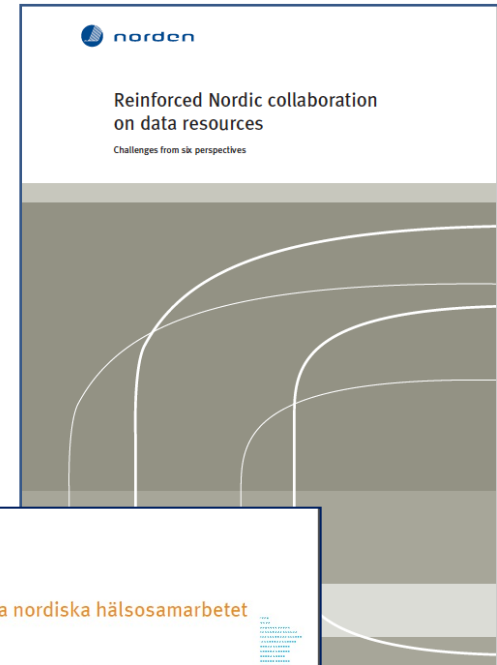 norden
Reinforced Nordic collaboration
on data resources
Challenges from six perspectives
a nordiska hälsosamarbetet